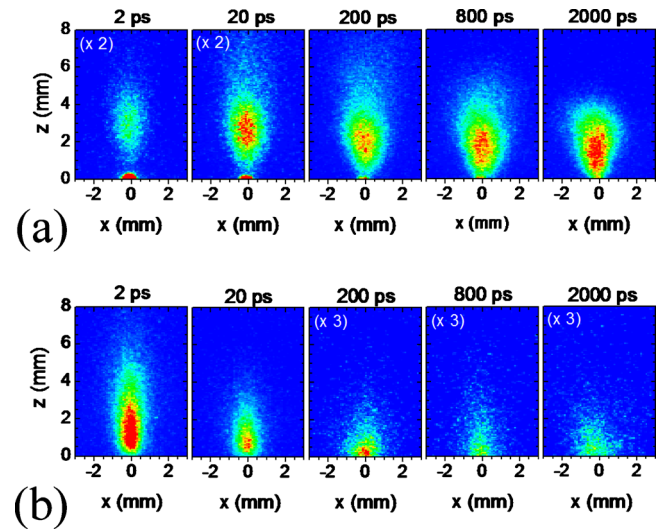 2 ps 20 ps 200 ps 800 ps 2000 ps
(x 2) (x 2)
8
6
4
2
0
z (mm)
-2 0 2 -2 0 2 -2 0 2 -2 0 2 -2 0 2
x (mm) x (mm) x (mm) x (mm) x (mm)
(a)
2 ps 20 ps 200 ps 800 ps 2000 ps
(x 3) (x 3) (x 3)
8
6
4
2
0
z (mm)
-2 0 2 -2 0 2 -2 0 2 -2 0 2 -2 0 2
x (mm) x (mm) x (mm) x (mm) x (mm)
(b)